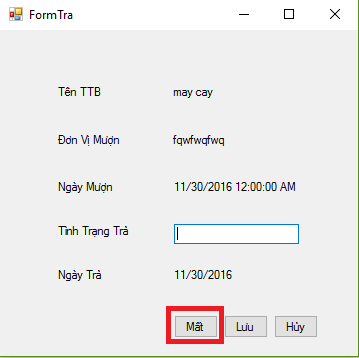 FormTra
Tên TTB may cay
Đơn Vị Mượn fqwfwqfwq
Ngày Mượn 11/30/2016 12:00:00 AM
Tình Trạng Trả
Ngày Trả 11/30/2016
Mất Lưu Hủy